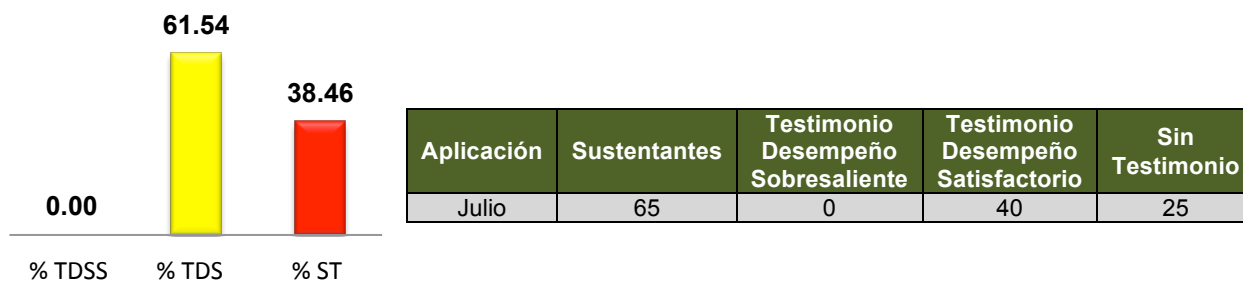 61.54
38.46
0.00
% TDSS % TDS % ST
Aplicación Sustentantes Testimonio Desempeño Sobresaliente Testimonio Desempeño Satisfactorio Sin Testimonio
Julio 65 0 40 25